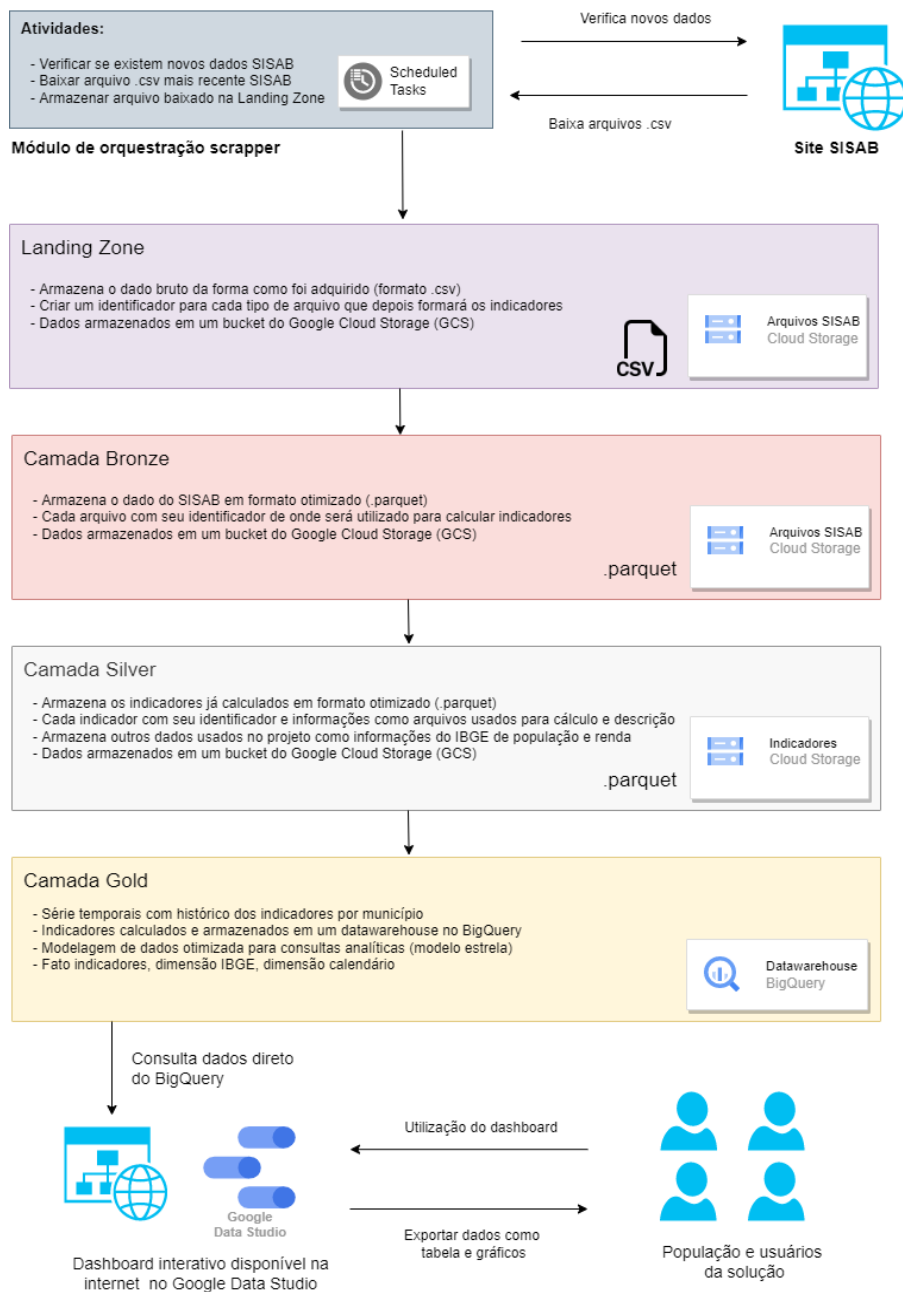 Atividades:
- Verificar se existem novos dados SISAB
- Baixar arquivo .csv mais recente SISAB
- Armazenar arquivo baixado na Landing Zone
Scheduled
Tasks
Verifica novos dados
Baixa arquivos .csv
Módulo de orquestração scrapper
Site SISAB
Landing Zone
- Armazena o dado bruto da forma como foi adquirido (formato .csv)
- Criar um identificador para cada tipo de arquivo que depois formará os indicadores
- Dados armazenados em um bucket do Google Cloud Storage (GCS)
CSV
Arquivos SISAB
Cloud Storage
Camada Bronze
- Armazena o dado do SISAB em formato otimizado (.parquet)
- Cada arquivo com seu identificador de onde será utilizado para calcular indicadores
- Dados armazenados em um bucket do Google Cloud Storage (GCS)
.parquet
Arquivos SISAB
Cloud Storage
Camada Silver
- Armazena os indicadores já calculados em formato otimizado (.parquet)
- Cada indicador com seu identificador e informações como arquivos usados para cálculo e descrição
- Armazena outros dados usados no projeto como informações do IBGE de população e renda
- Dados armazenados em um bucket do Google Cloud Storage (GCS)
.parquet
Indicadores
Cloud Storage
Camada Gold
- Série temporais com histórico dos indicadores por município
- Indicadores calculados e armazenados em um datawarehouse no BigQuery
- Modelagem de dados otimizada para consultas analíticas (modelo estrela)
- Fato indicadores, dimensão IBGE, dimensão calendário
Datawarehouse
BigQuery
Consulta dados direto
do BigQuery
Google
Data Studio
Dashboard interativo disponível na
internet no Google Data Studio
Utilização do dashboard
Exportar dados como
tabela e gráficos
População e usuários
da solução